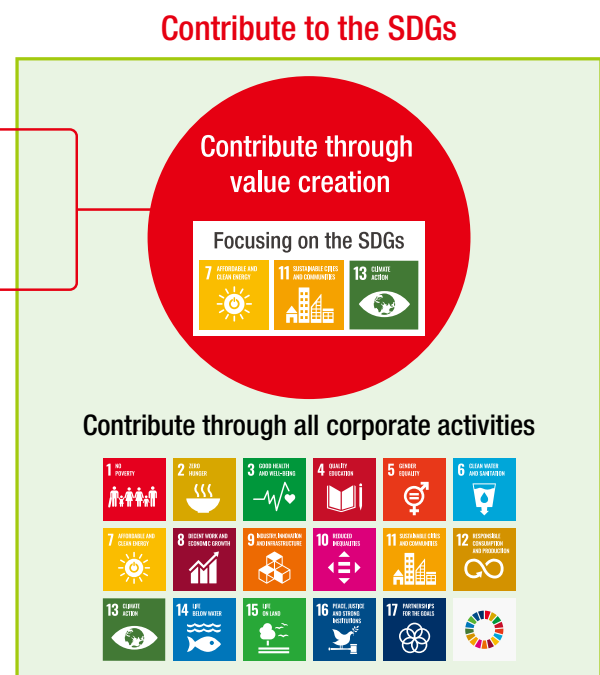 Contribute to the SDGs
Contribute through
value creation
Focusing on the SDGs
7 AFFORDABLE AND
CLEAN ENERGY
11 SUSTAINABLE CITIES
AND COMMUNITIES
13 CLIMATE
ACTION
Contribute through all corporate activities
1 NO
POVERTY
2 ZERO
HUNGER
3 GOOD HEALTH
AND WELL-BEING
4 QUALITY
EDUCATION
5 GENDER
EQUALITY
6 CLEAN WATER
AND SANITATION
7 AFFORDABLE AND
CLEAN ENERGY
8 DECENT WORK AND
ECONOMIC GROWTH
9 INDUSTRY, INNOVATION
AND INFRASTRUCTURE
10 REDUCED
INEQUALITIES
11 SUSTAINABLE CITIES
AND COMMUNITIES
12 RESPONSIBLE
CONSUMPTION
AND PRODUCTION
13 CLIMATE
ACTION
14 LIFE
BELOW WATER
15 LIFE
ON LAND
16 PEACE, JUSTICE
AND STRONG
INSTITUTIONS
17 PARTNERSHIPS
FOR THE GOALS